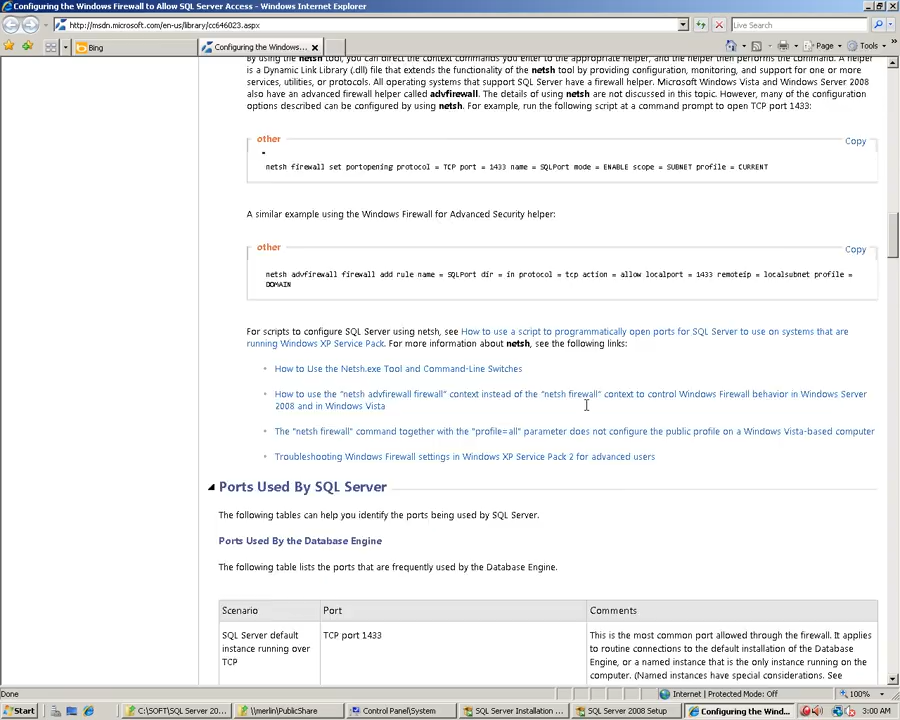 Configuring the Windows Firewall to Allow SQL Server Access - Windows Internet Explorer
http://msdn.microsoft.com/en-us/library/cc646023.aspx
Live Search
Bing
Configuring the Windows...
Page
Tools
By using the netsh tool, you can direct the context commands you enter to the appropriate helper, and the helper then performs the command. A helper
is a Dynamic Link Library (.dll) file that extends the functionality of the netsh tool by providing configuration, monitoring, and support for one or more
services, utilities, or protocols. All operating systems that support SQL Server have a firewall helper. Microsoft Windows Vista and Windows Server 2008
also have an advanced firewall helper called advfirewall. The details of using netsh are not discussed in this topic. However, many of the configuration
options described can be configured by using netsh. For example, run the following script at a command prompt to open TCP port 1433:
other
Copy
netsh firewall set portopening protocol = TCP port = 1433 name = SQLPort mode = ENABLE scope = SUBNET profile = CURRENT
A similar example using the Windows Firewall for Advanced Security helper:
other
Copy
netsh advfirewall firewall add rule name = SQLPort dir = in protocol = tcp action = allow localport = 1433 remoteip = localsubnet profile =
DOMAIN
For scripts to configure SQL Server using netsh, see How to use a script to programmatically open ports for SQL Server to use on systems that are
running Windows XP Service Pack. For more information about netsh, see the following links:
• How to Use the Netsh.exe Tool and Command-Line Switches
• How to use the "netsh advfirewall firewall" context instead of the "netsh firewall" context to control Windows Firewall behavior in Windows Server
2008 and in Windows Vista
• The "netsh firewall" command together with the "profile=all" parameter does not configure the public profile on a Windows Vista-based computer
• Troubleshooting Windows Firewall settings in Windows XP Service Pack 2 for advanced users
Ports Used By SQL Server
The following tables can help you identify the ports being used by SQL Server.
Ports Used By the Database Engine
The following table lists the ports that are frequently used by the Database Engine.
Scenario Port Comments
SQL Server default
instance running over
TCP
TCP port 1433
This is the most common port allowed through the firewall. It applies
to routine connections to the default installation of the Database
Engine, or a named instance that is the only instance running on the
computer. (Named instances have special considerations. See
Done
Internet | Protected Mode: Off
100%
Start
C:\SOFT\SQL Server 20...
\\merlin\PublicShare
Control Panel\System
SQL Server Installation ...
SQL Server 2008 Setup
Configuring the Wind...
3:00 AM